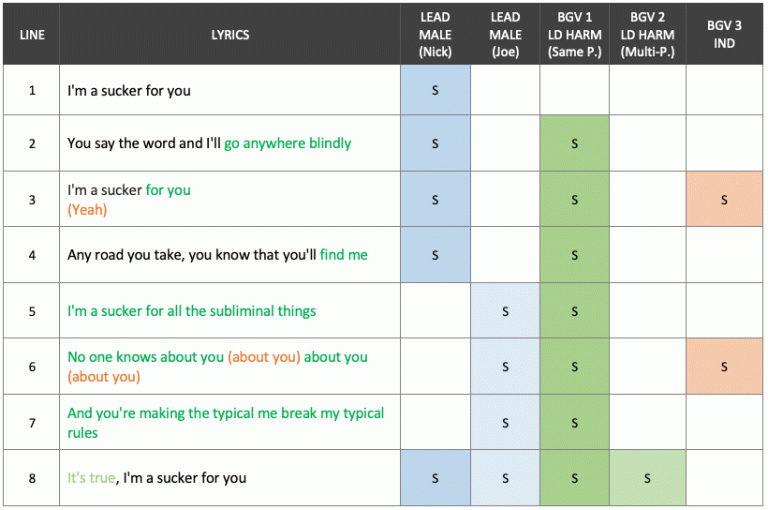 LINE LYRICS LEAD MALE (Nick) LEAD MALE (Joe) BGV 1 LD HARM (Same P.) BGV 2 LD HARM (Multi-P.) BGV 3 IND
1 I'm a sucker for you S
2 You say the word and I'll go anywhere blindly S S
3 I'm a sucker for you S S S
(Yeah)
4 Any road you take, you know that you'll find me S S
5 I'm a sucker for all the subliminal things S S
6 No one knows about you (about you) about you S S S
(about you)
7 And you're making the typical me break my typical S S
rules
8 It's true, I'm a sucker for you S S S S